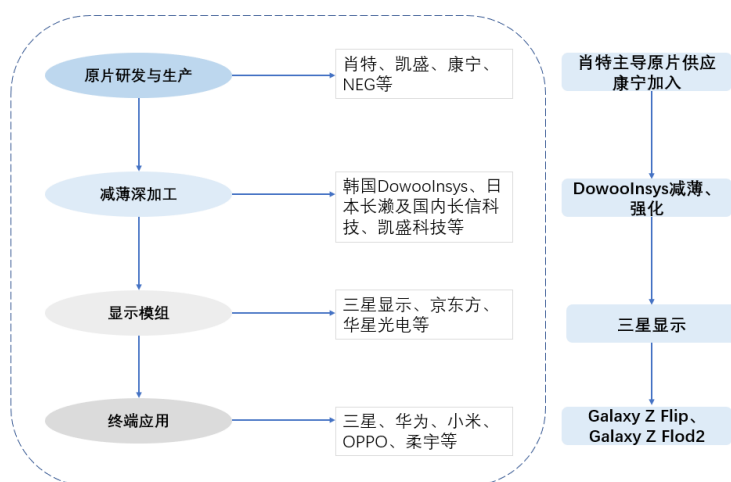 原片研发与生产
肖特、凯盛、康宁、
NEG等
肖特主导原片供应
康宁加入
减薄深加工
韩国DowooInsys、日
本长濑及国内长信科
技、凯盛科技等
DowooInsys减薄、
强化
显示模组
三星显示、京东方、
华星光电等
三星显示
终端应用
三星、华为、小米、
OPPO、柔宇等
Galaxy Z Flip、
Galaxy Z Flod2